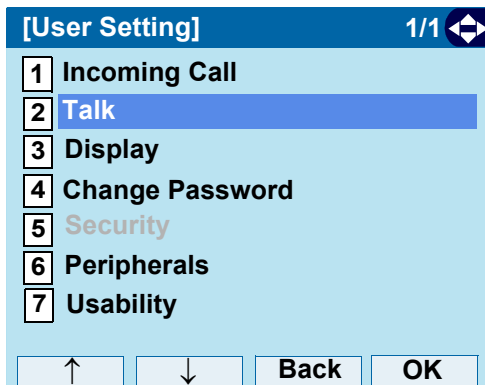 [User Setting] 1/1
1 Incoming Call
2 Talk
3 Display
4 Change Password
5 Security
6 Peripherals
7 Usability
↑ ↓ Back OK